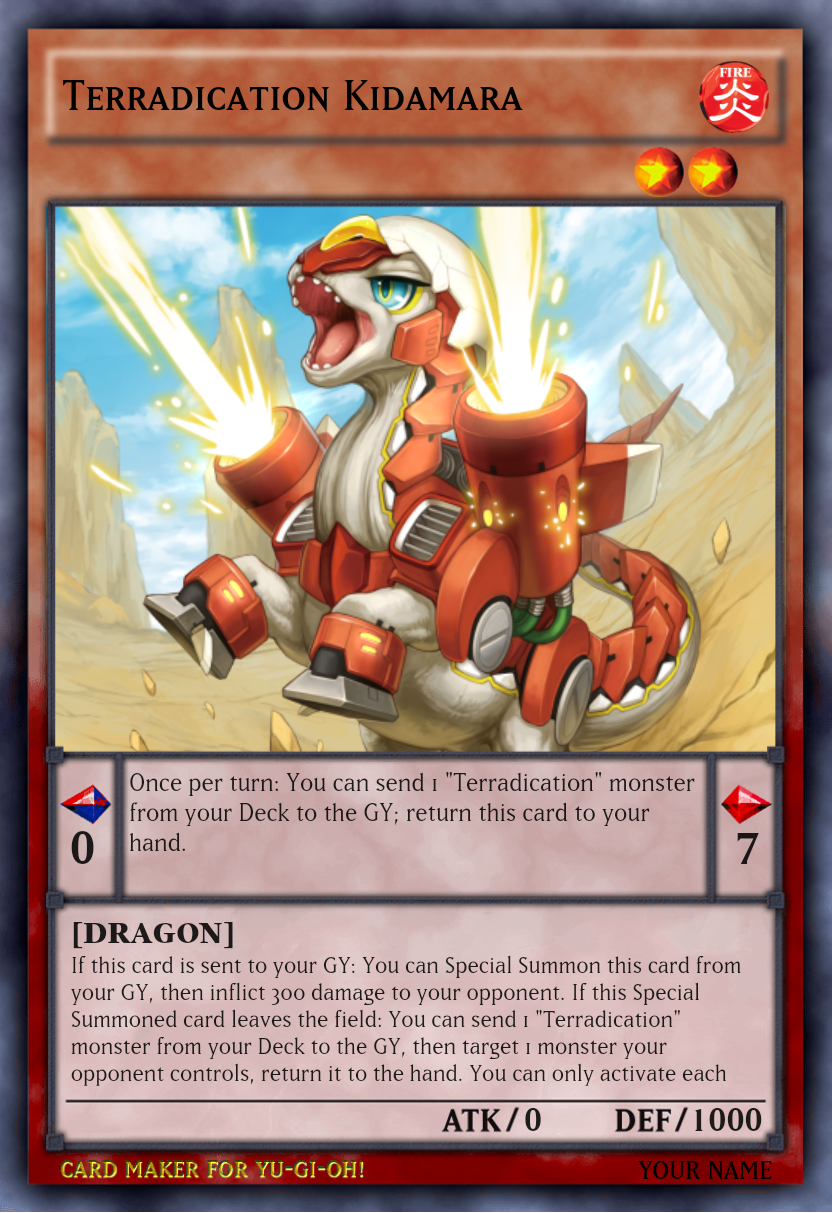 Terradication Kidamara
FIRE
炎
Once per turn: You can send 1 "Terradication" monster
from your Deck to the GY; return this card to your
hand.
0
7
[DRAGON]
If this card is sent to your GY: You can Special Summon this card from
your GY, then inflict 300 damage to your opponent. If this Special
Summoned card leaves the field: You can send 1 "Terradication"
monster from your Deck to the GY, then target 1 monster your
opponent controls, return it to the hand. You can only activate each
ATK/0 DEF/1000
CARD MAKER FOR YU-GI-OH! YOUR NAME